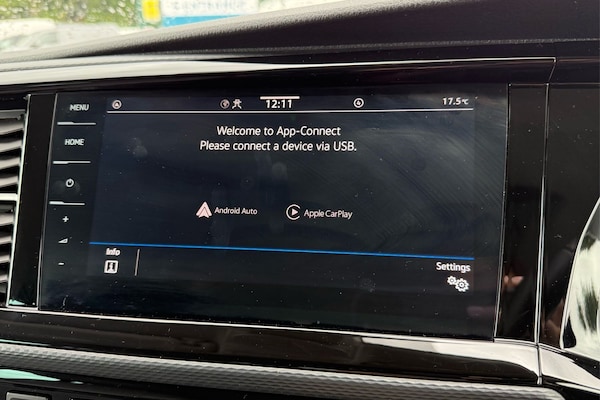 MENU
12:11
17.5°C
HOME
Welcome to App-Connect
Please connect a device via USB.
Android Auto
Apple CarPlay
+
-
Info
Settings